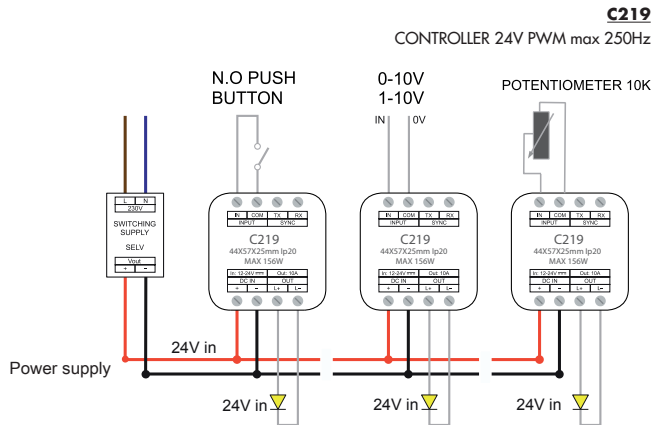 C219
CONTROLLER 24V PWM max 250Hz
N.O PUSH
BUTTON
0-10V
1-10V
IN 0V
POTENTIOMETER 10K
L N
230V
SWITCHING
SUPPLY
SELV
Vout
+ -
IN COM TX RX
INPUT SYNC
C219
44X57X25mm Ip20
MAX 156W
In: 12-24V Out: 10A
DC IN OUT
+ - L+ L-
IN COM TX RX
INPUT SYNC
C219
44X57X25mm Ip20
MAX 156W
In: 12-24V Out: 10A
DC IN OUT
+ - L+ L-
IN COM TX RX
INPUT SYNC
C219
44X57X25mm Ip20
MAX 156W
In: 12-24V Out: 10A
DC IN OUT
+ - L+ L-
24V in
Power supply
24V in
24V in
24V in